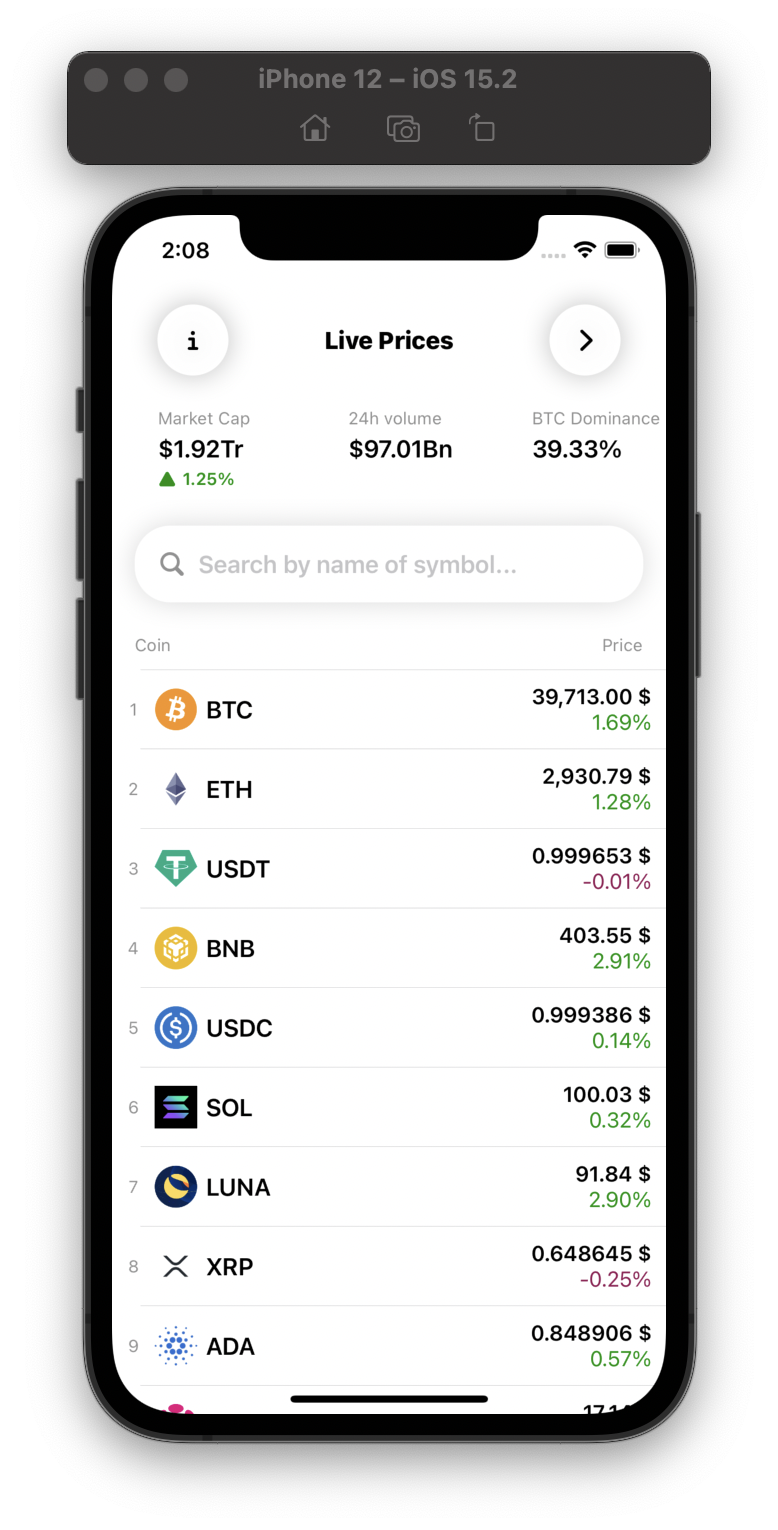 iPhone 12 – iOS 15.2
2:08
i
Live Prices
Market Cap 24h volume BTC Dominance
$1.92Tr $97.01Bn 39.33%
1.25%
Search by name of symbol...
Coin Price
39,713.00 $
1 BTC
1.69%
2,930.79 $
2 ETH
1.28%
0.999653 $
3 USDT
-0.01%
403.55 $
4 BNB
2.91%
0.999386 $
5 USDC
0.14%
100.03 $
6 SOL
0.32%
91.84 $
7 LUNA
2.90%
0.648645 $
8 XRP
-0.25%
0.848906 $
9 ADA
0.57%